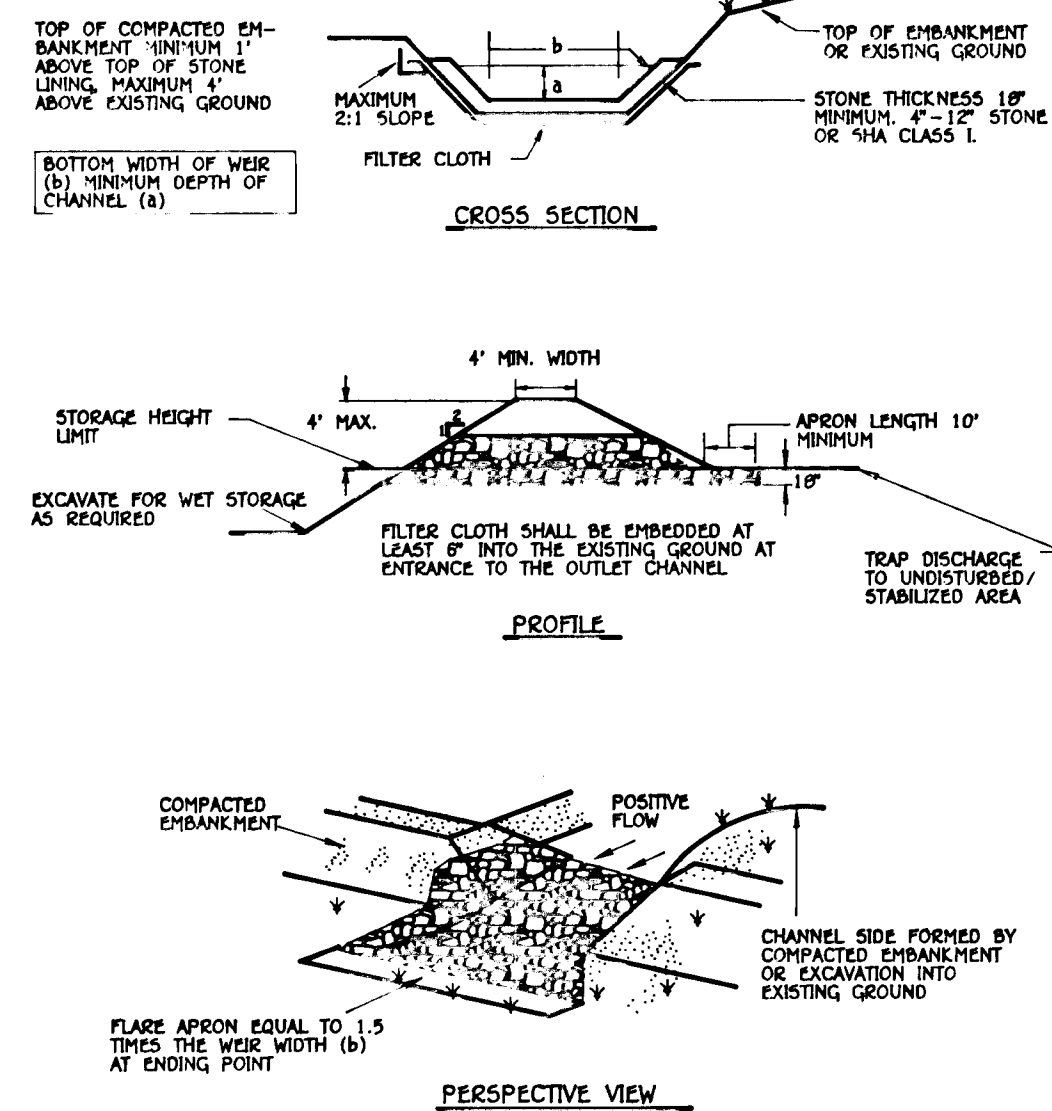 TOP OF COMPACTED EM-
BANKMENT MINIMUM 1'
ABOVE TOP OF STONE
LINING, MAXIMUM 4'
ABOVE EXISTING GROUND
b
a
MAXIMUM
2:1 SLOPE
FILTER CLOTH
TOP OF EMBANKMENT
OR EXISTING GROUND
STONE THICKNESS 18"
MINIMUM. 4"-12" STONE
OR SHA CLASS I.
BOTTOM WIDTH OF WEIR
(b) MINIMUM DEPTH OF
CHANNEL (a)
CROSS SECTION
4' MIN. WIDTH
STORAGE HEIGHT
LIMIT
4' MAX.
2
1
APRON LENGTH 10'
MINIMUM
18"
EXCAVATE FOR WET STORAGE
AS REQUIRED
FILTER CLOTH SHALL BE EMBEDDED AT
LEAST 6" INTO THE EXISTING GROUND AT
ENTRANCE TO THE OUTLET CHANNEL
TRAP DISCHARGE
TO UNDISTURBED/
STABILIZED AREA
PROFILE
COMPACTED
EMBANKMENT
POSITIVE
FLOW
CHANNEL SIDE FORMED BY
COMPACTED EMBANKMENT
OR EXCAVATION INTO
EXISTING GROUND
FLARE APRON EQUAL TO 1.5
TIMES THE WEIR WIDTH (b)
AT ENDING POINT
PERSPECTIVE VIEW